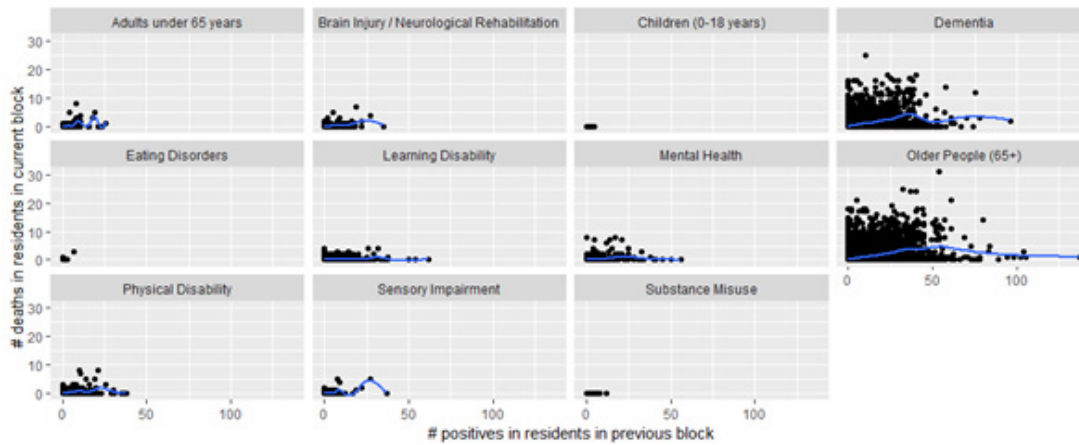 Adults under 65 years
Brain Injury / Neurological Rehabilitation
Children (0-18 years)
Dementia
30
20
10
0
Eating Disorders
Learning Disability
Mental Health
Older People (65+)
30
20
10
0
0
50
100
Physical Disability
Sensory Impairment
Substance Misuse
30
20
10
0
0
50
100
0
50
100
0
50
100
# deaths in residents in current block
# positives in residents in previous block